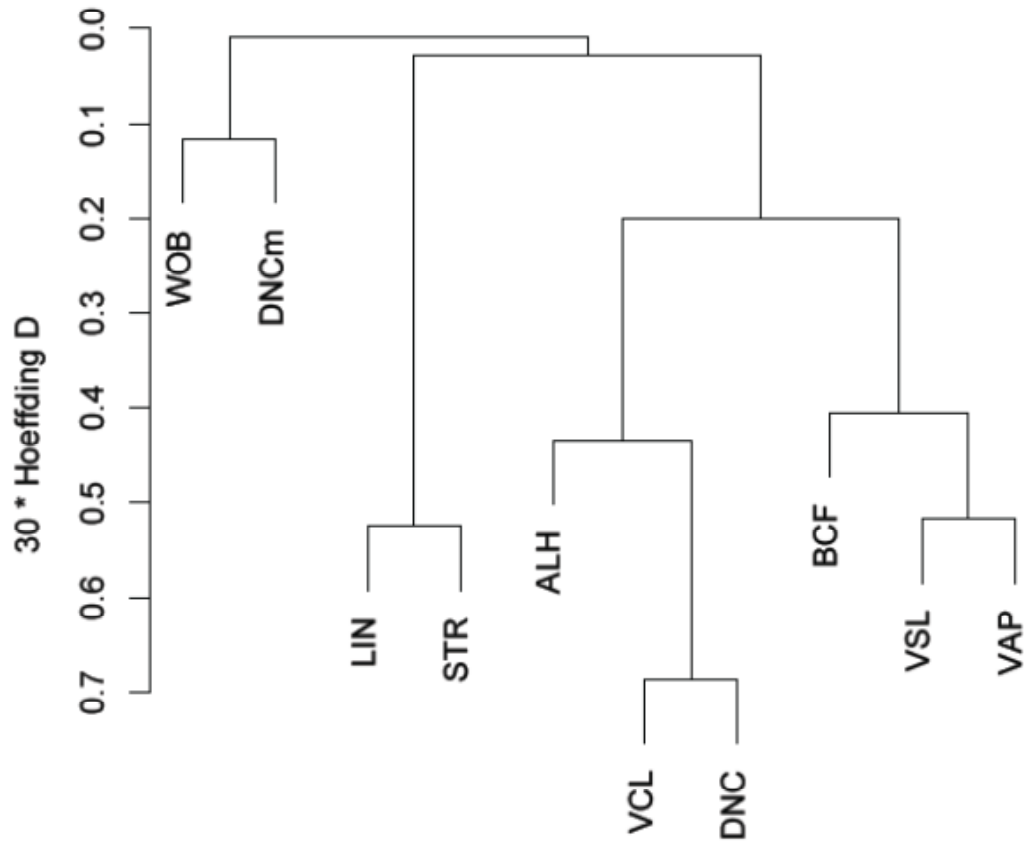 30 * Hoeffding D
0.0
0.1
0.2
0.3
0.4
0.5
0.6
0.7
WOB
DNCm
LIN
STR
ALH
VCL
DNC
BCF
VSL
VAP